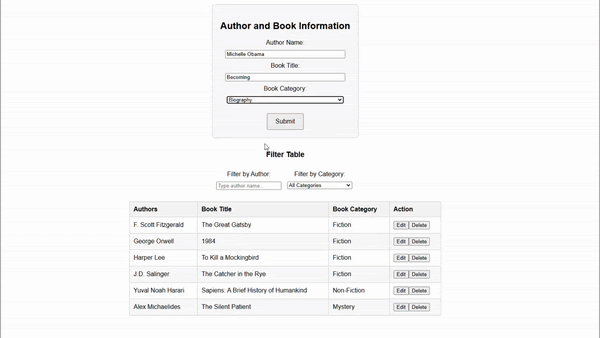 Author and Book Information
Author Name:
Michelle Obama
Book Title:
Becoming
Book Category
Biography
Submit
Filter Table
Filter by Author: Filter by Category:
Type author name... All Categories
Authors Book Title Book Category Action
F. Scott Fitzgerald The Great Gatsby Fiction Edit Delete
George Orwell 1984 Fiction Edit Delete
Harper Lee To Kill a Mockingbird Fiction Edit Delete
J.D. Salinger The Catcher in the Rye Fiction Edit Delete
Yuval Noah Harari Sapiens: A Brief History of Humankind Non-Fiction Edit Delete
Alex Michaelides The Silent Patient Mystery Edit Delete